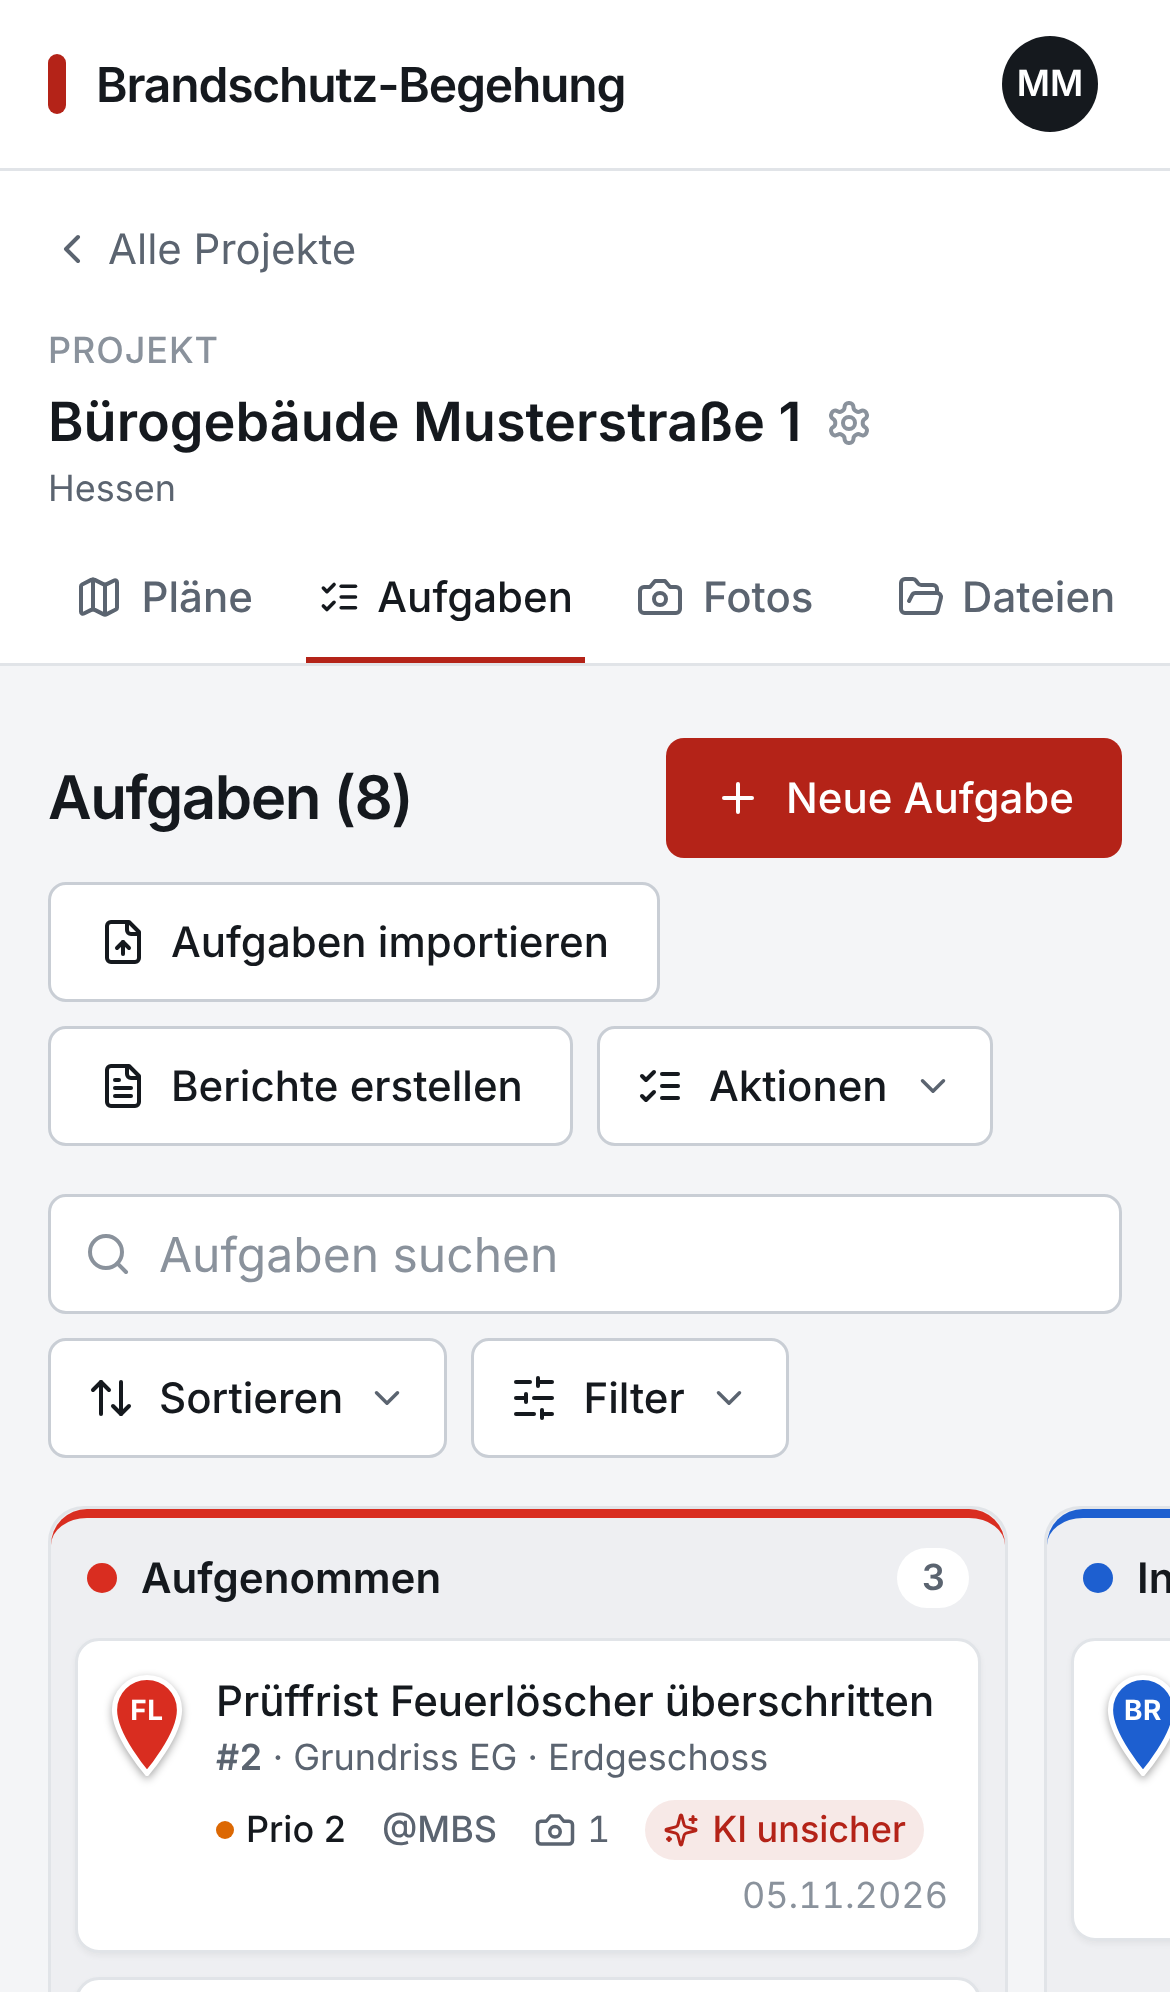 Brandschutz-Begehung
MM
Alle Projekte
PROJEKT
Bürogebäude Musterstraße 1
Hessen
Pläne
Aufgaben
Fotos
Dateien
Aufgaben (8)
Neue Aufgabe
Aufgaben importieren
Berichte erstellen
Aktionen
Aufgaben suchen
Sortieren
Filter
Aufgenommen
3
FL
Prüffrist Feuerlöscher überschritten
#2 · Grundriss EG · Erdgeschoss
Prio 2 @MBS 1 KI unsicher
05.11.2026
In
BR